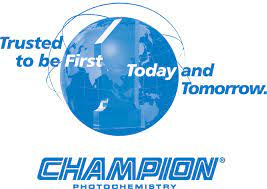 Trusted
to be First
Today and
Tomorrow.
CHAMPION®
PHOTOCHEMISTRY